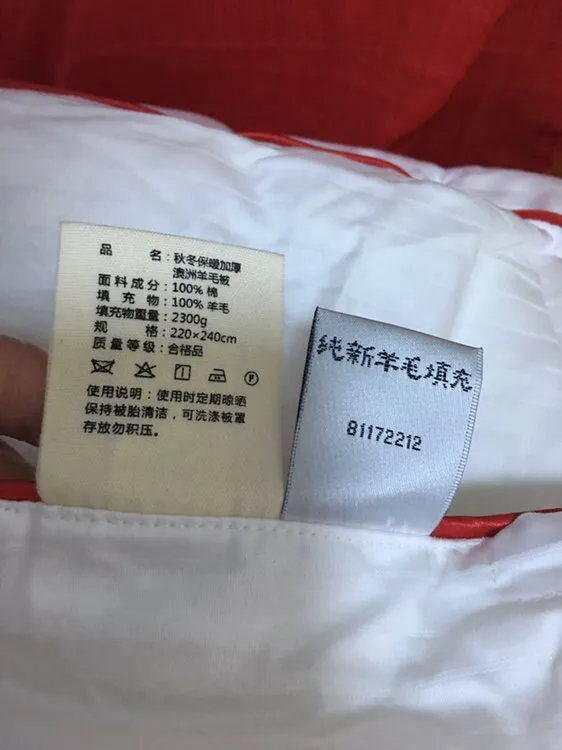 品 名：秋冬保暖加厚
澳洲羊毛被
面料成分：100% 棉
填 充 物：100% 羊毛
填充物重量：2300g
规 格：220×240cm
质量等级：合格品
使用说明：使用时定期晾晒
保持被胎清洁，可洗涤被罩
存放勿积压。
纯新羊毛填充
81172212